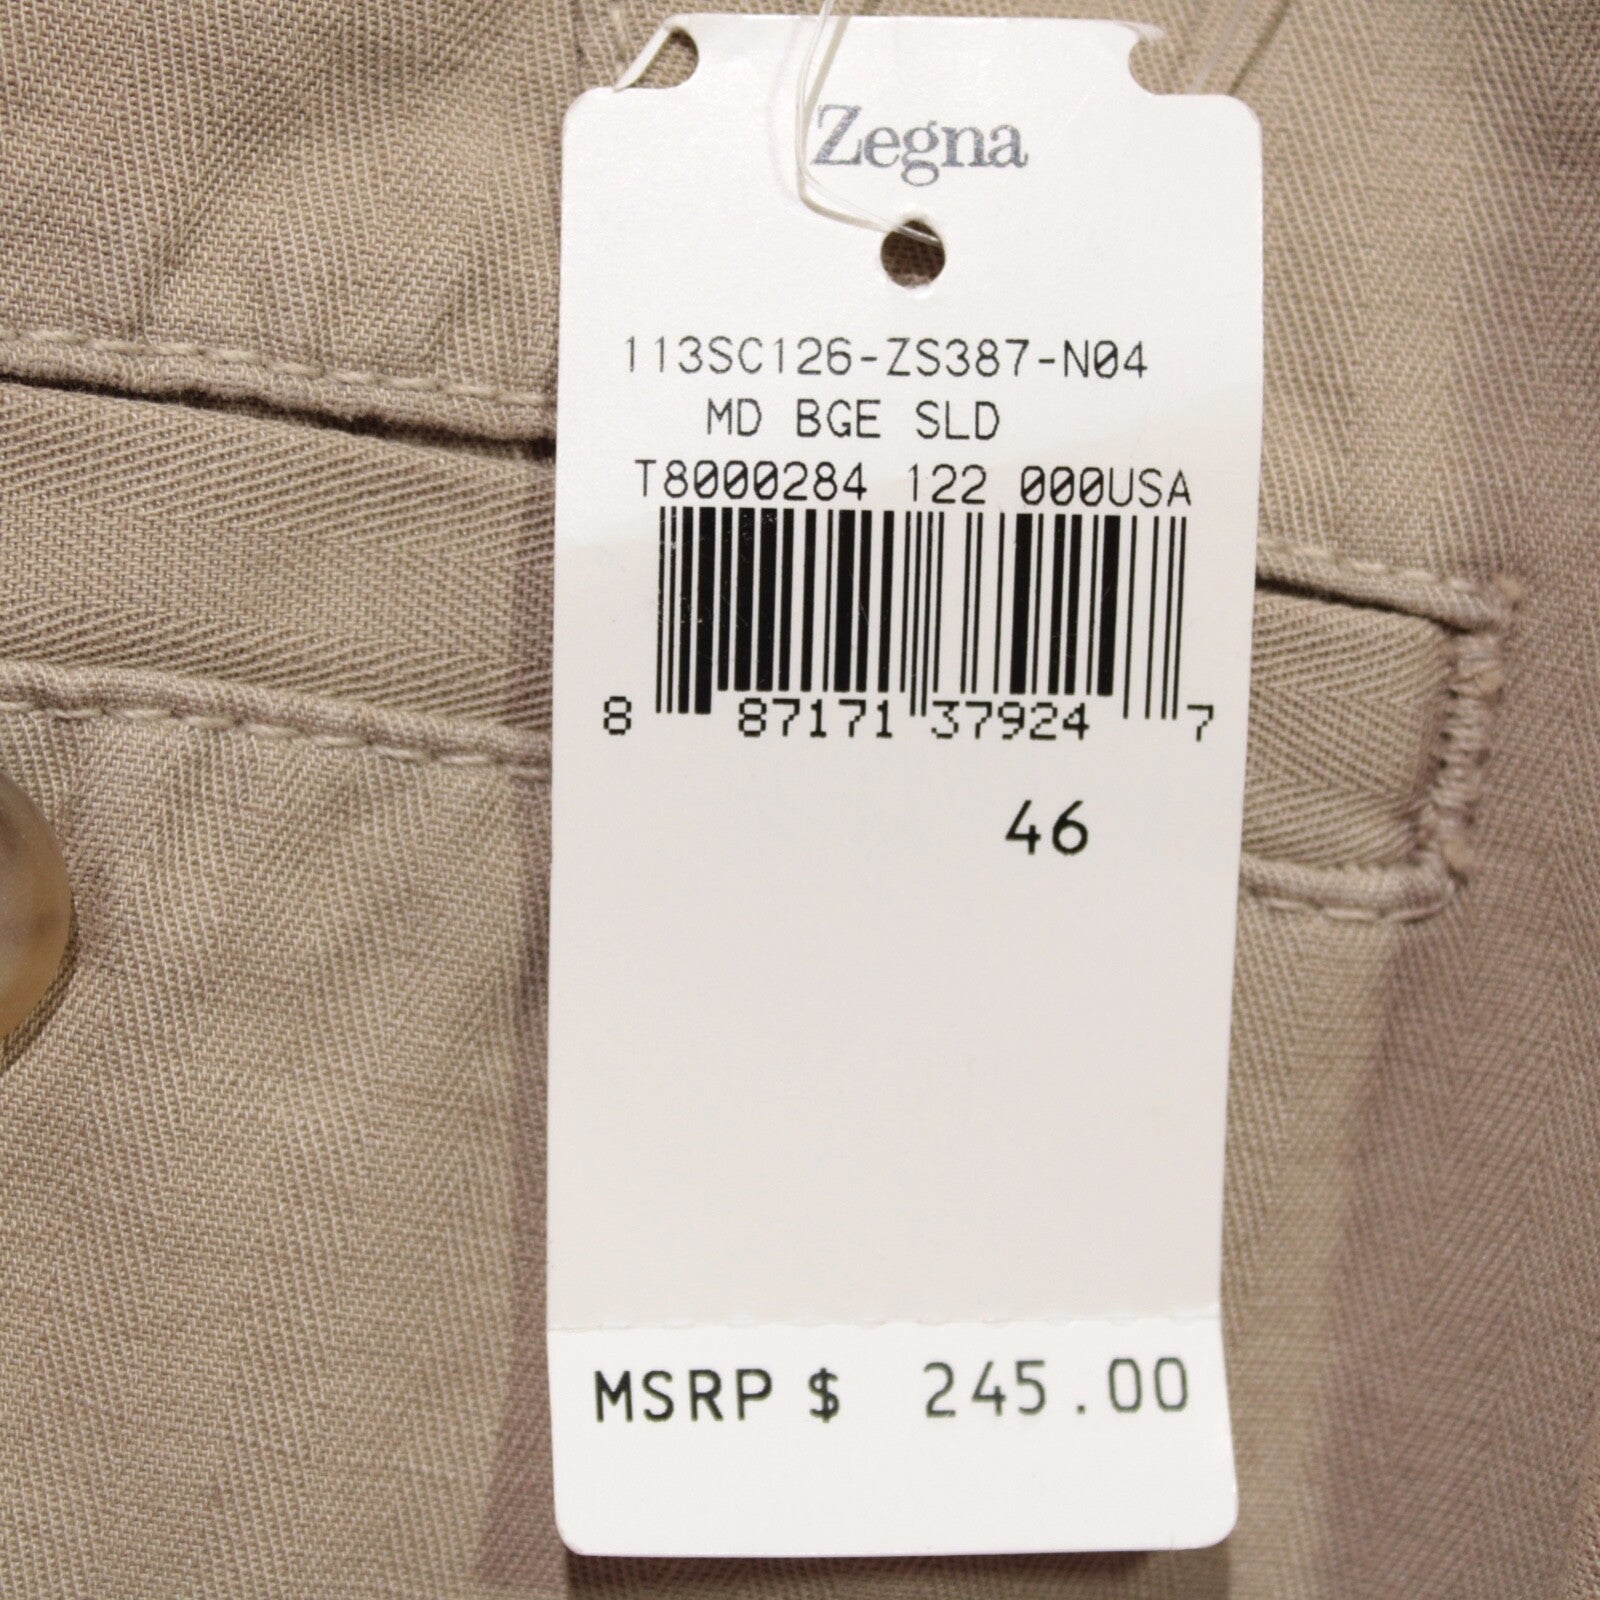 Zegna
113SC126-ZS387-N04
MD BGE SLD
T8000284 122 000USA
8 87171 37924 7
46
MSRP $ 245.00